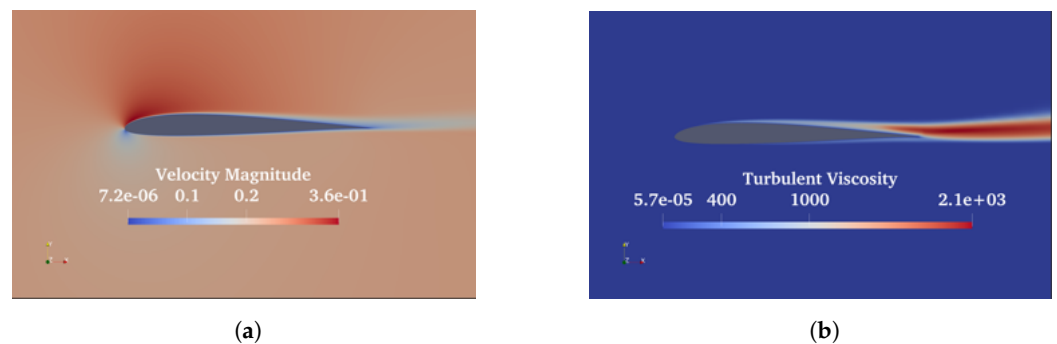 Velocity Magnitude
7.2e-06 0.1 0.2 3.6e-01
Turbulent Viscosity
5.7e-05 400 1000 2.1e+03
(a)
(b)